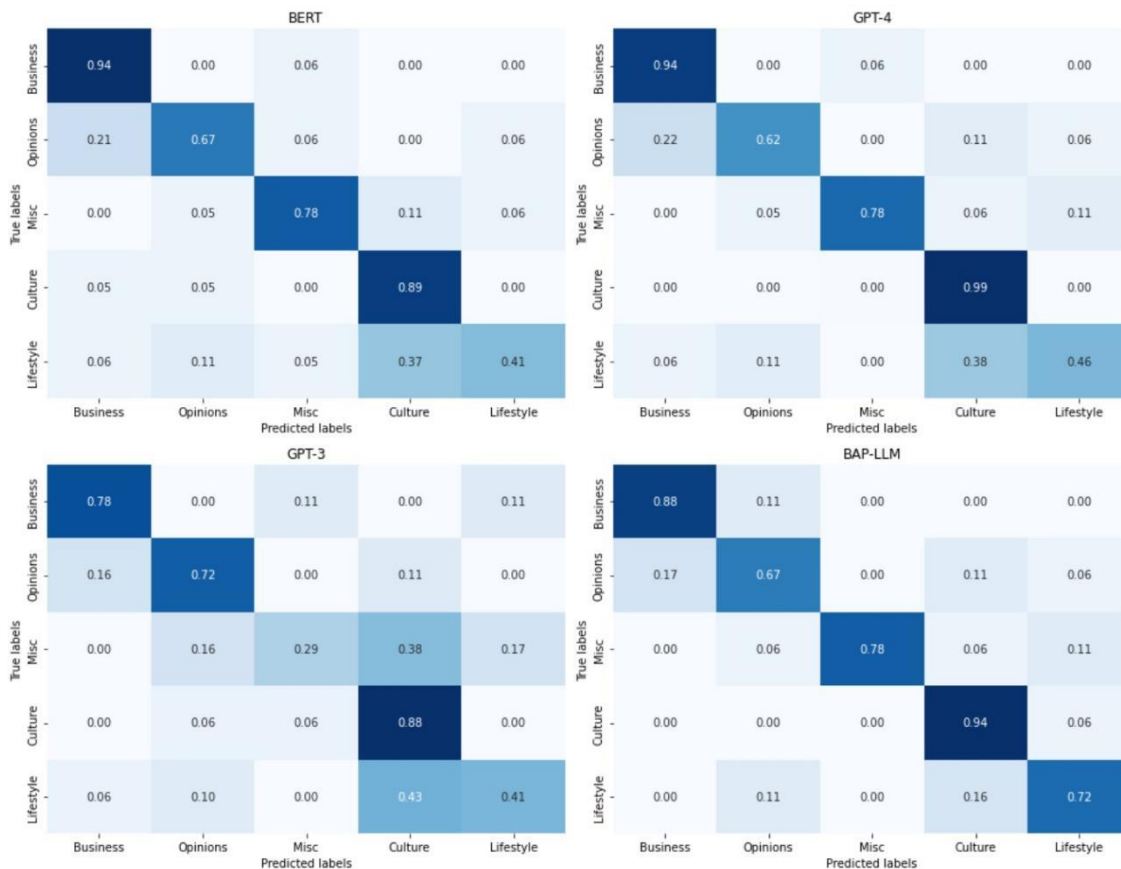 BERT
Business 0.94 0.00 0.06 0.00 0.00
Opinions 0.21 0.67 0.06 0.00 0.06
True labels
Misc 0.00 0.05 0.78 0.11 0.06
Culture 0.05 0.05 0.00 0.89 0.00
Lifestyle 0.06 0.11 0.05 0.37 0.41
Business Opinions Misc Culture Lifestyle
Predicted labels
GPT-4
Business 0.94 0.00 0.06 0.00 0.00
Opinions 0.22 0.62 0.00 0.11 0.06
True labels
Misc 0.00 0.05 0.78 0.06 0.11
Culture 0.00 0.00 0.00 0.99 0.00
Lifestyle 0.06 0.11 0.00 0.38 0.46
Business Opinions Misc Culture Lifestyle
Predicted labels
GPT-3
Business 0.78 0.00 0.11 0.00 0.11
Opinions 0.16 0.72 0.00 0.11 0.00
True labels
Misc 0.00 0.16 0.29 0.38 0.17
Culture 0.00 0.06 0.06 0.88 0.00
Lifestyle 0.06 0.10 0.00 0.43 0.41
Business Opinions Misc Culture Lifestyle
Predicted labels
BAP-LLM
Business 0.88 0.11 0.00 0.00 0.00
Opinions 0.17 0.67 0.00 0.11 0.06
True labels
Misc 0.00 0.06 0.78 0.06 0.11
Culture 0.00 0.00 0.00 0.94 0.06
Lifestyle 0.00 0.11 0.00 0.16 0.72
Business Opinions Misc Culture Lifestyle
Predicted labels